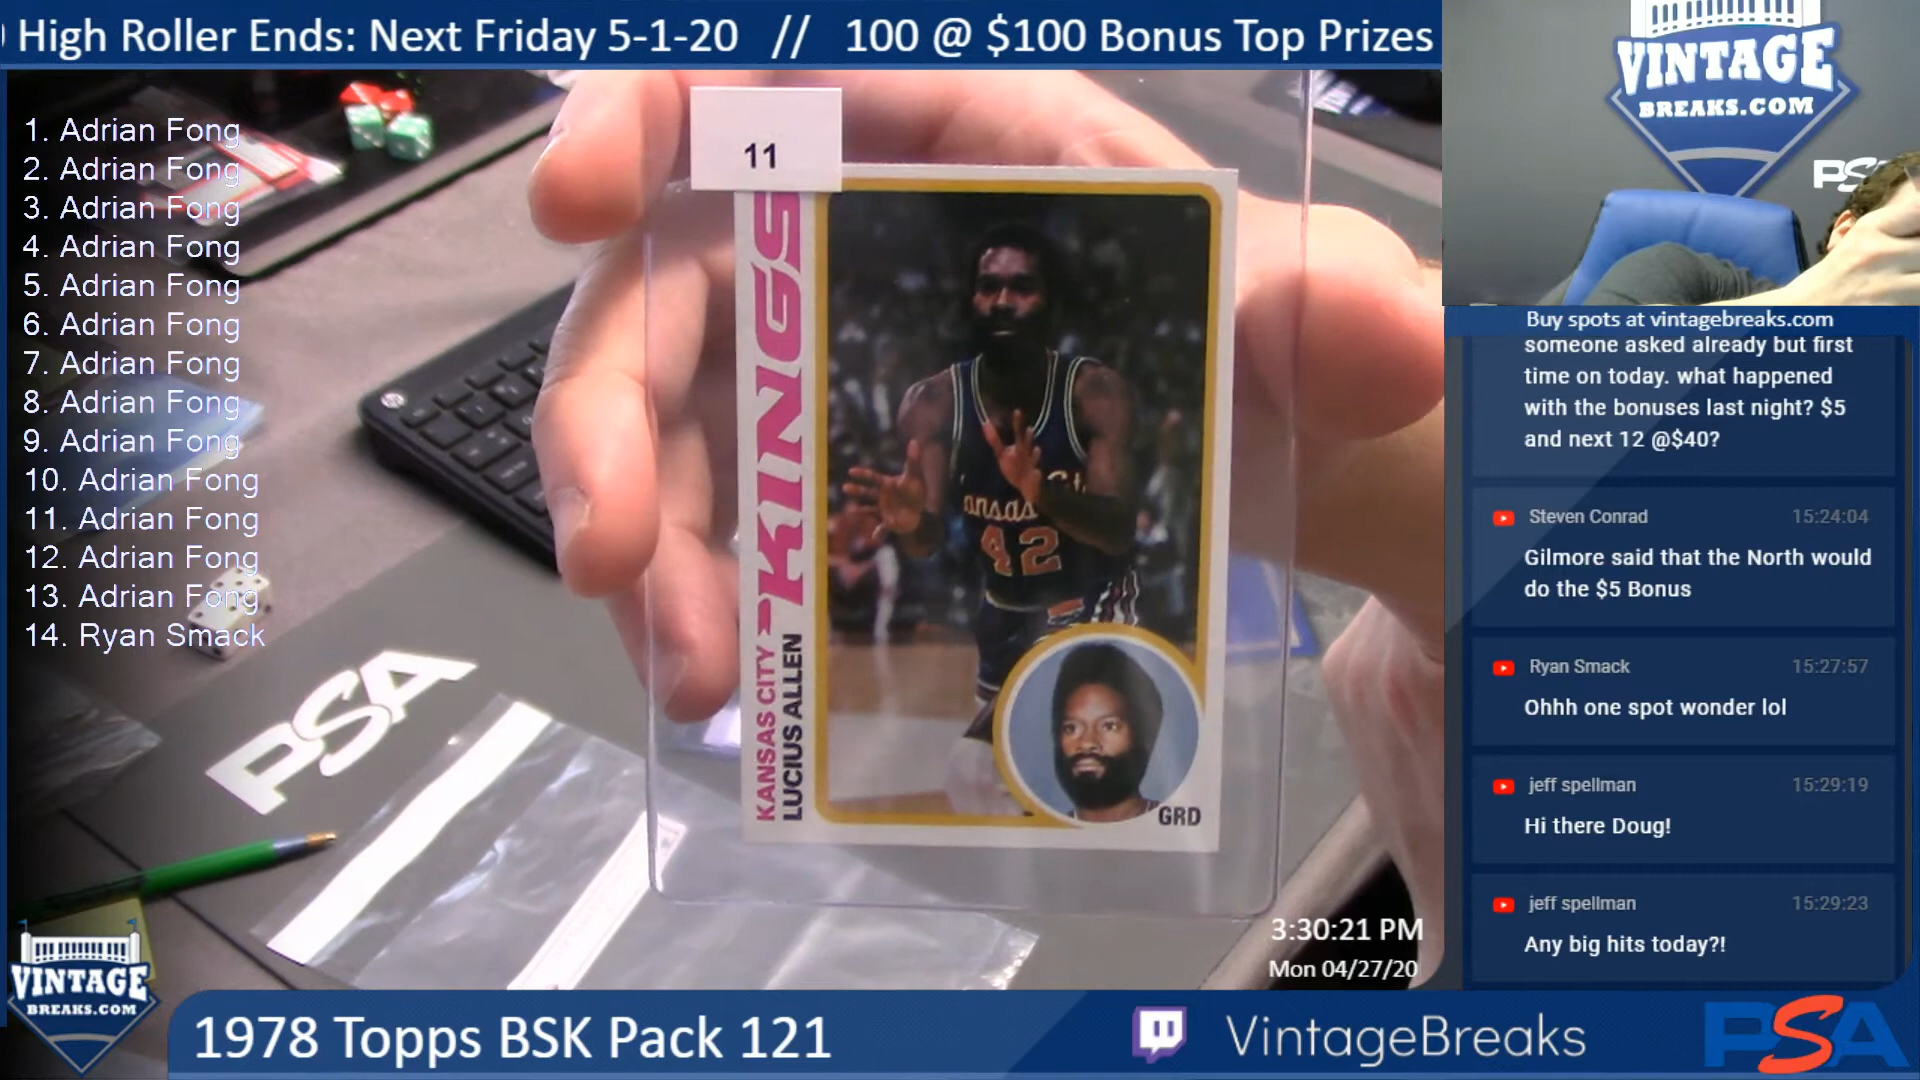 High Roller Ends: Next Friday 5-1-20 // 100 @ $100 Bonus Top Prizes
1. Adrian Fong
2. Adrian Fong
3. Adrian Fong
4. Adrian Fong
5. Adrian Fong
6. Adrian Fong
7. Adrian Fong
8. Adrian Fong
9. Adrian Fong
10. Adrian Fong
11. Adrian Fong
12. Adrian Fong
13. Adrian Fong
14. Ryan Smack
11
KANSAS CITY KINGS
LUCIUS ALLEN
ansas Cit
42
GRD
PSA
3:30:21 PM
Mon 04/27/20
VINTAGE
BREAKS.COM
PSA
Buy spots at vintagebreaks.com
someone asked already but first
time on today. what happened
with the bonuses last night? $5
and next 12 @$40?
Steven Conrad 15:24:04
Gilmore said that the North would
do the $5 Bonus
Ryan Smack 15:27:57
Ohhh one spot wonder lol
jeff spellman 15:29:19
Hi there Doug!
jeff spellman 15:29:23
Any big hits today?!
VINTAGE
BREAKS.COM
1978 Topps BSK Pack 121
VintageBreaks
PSA